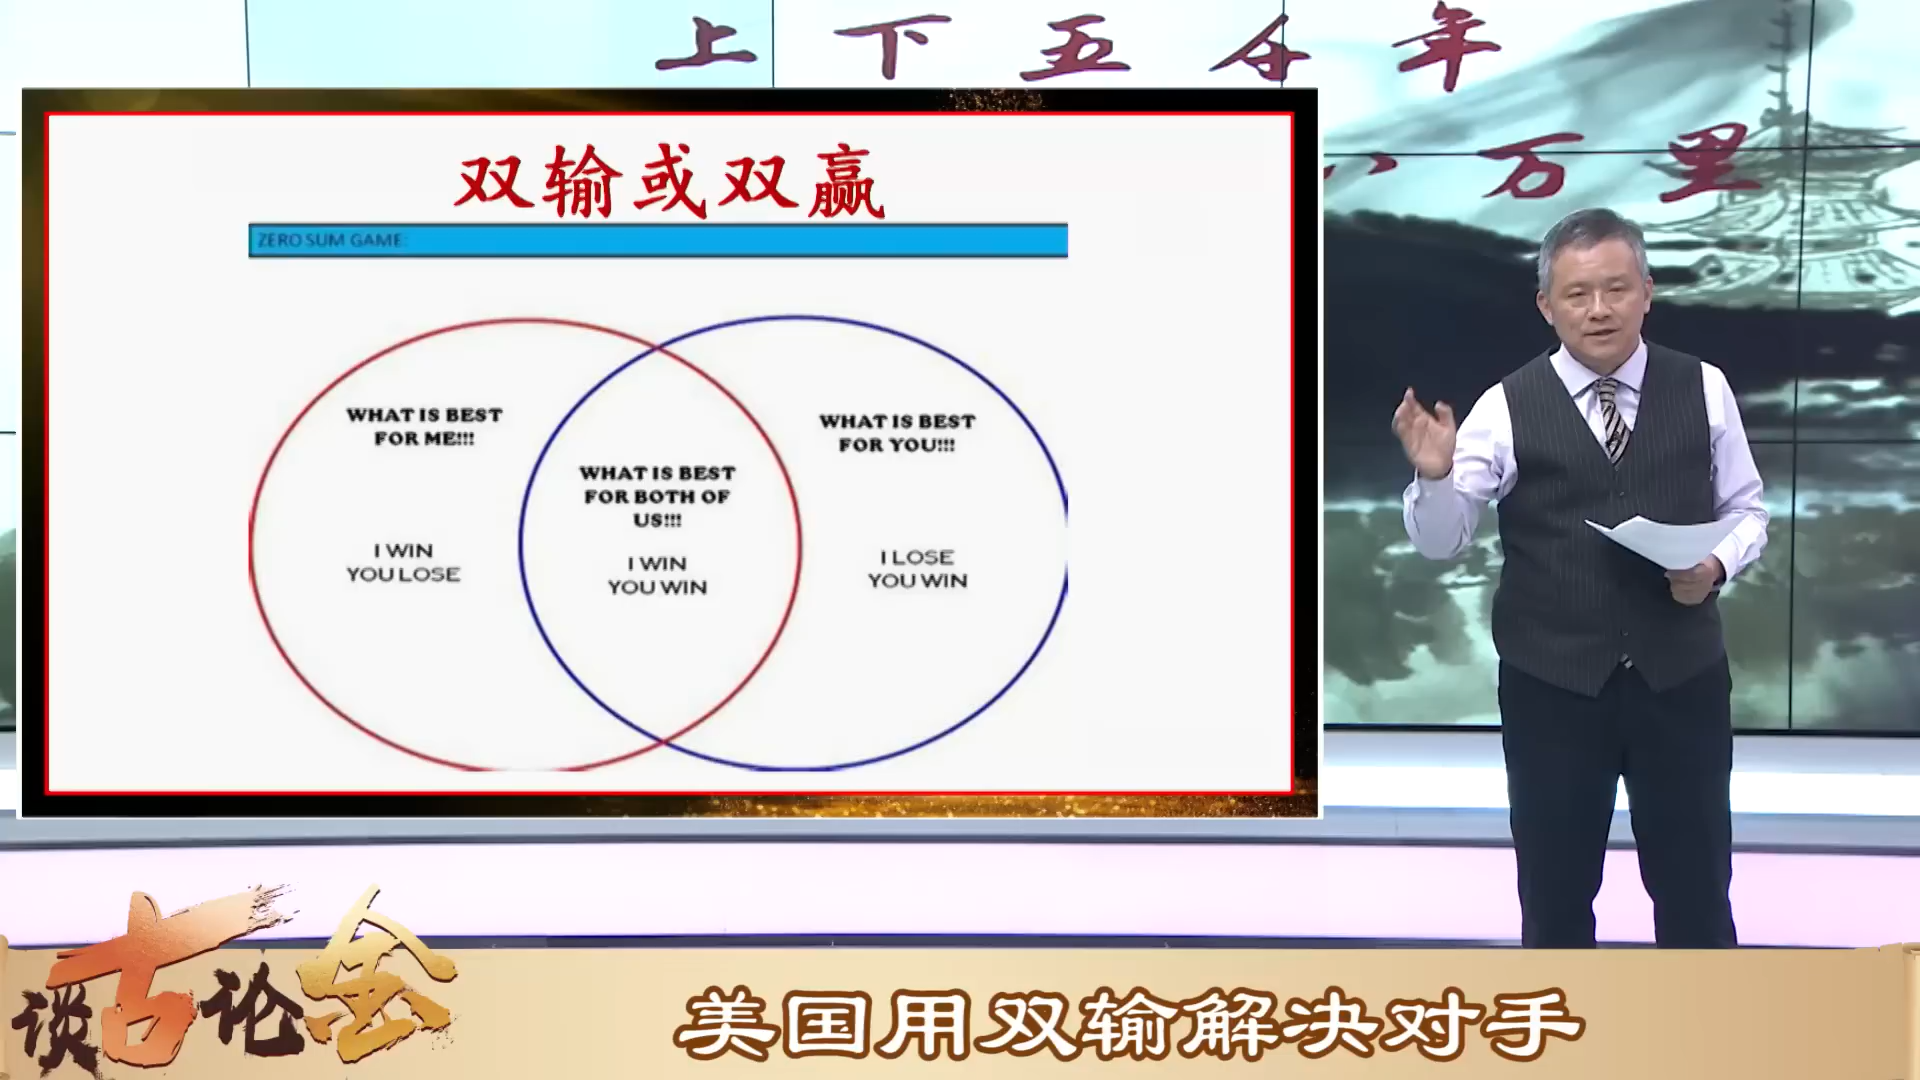 上下五千年
八万里
双输或双赢
ZERO SUM GAME:
WHAT IS BEST
FOR ME!!!
I WIN
YOU LOSE
WHAT IS BEST
FOR BOTH OF
US!!!
I WIN
YOU WIN
WHAT IS BEST
FOR YOU!!!
I LOSE
YOU WIN
谈古论金
美国用双输解决对手